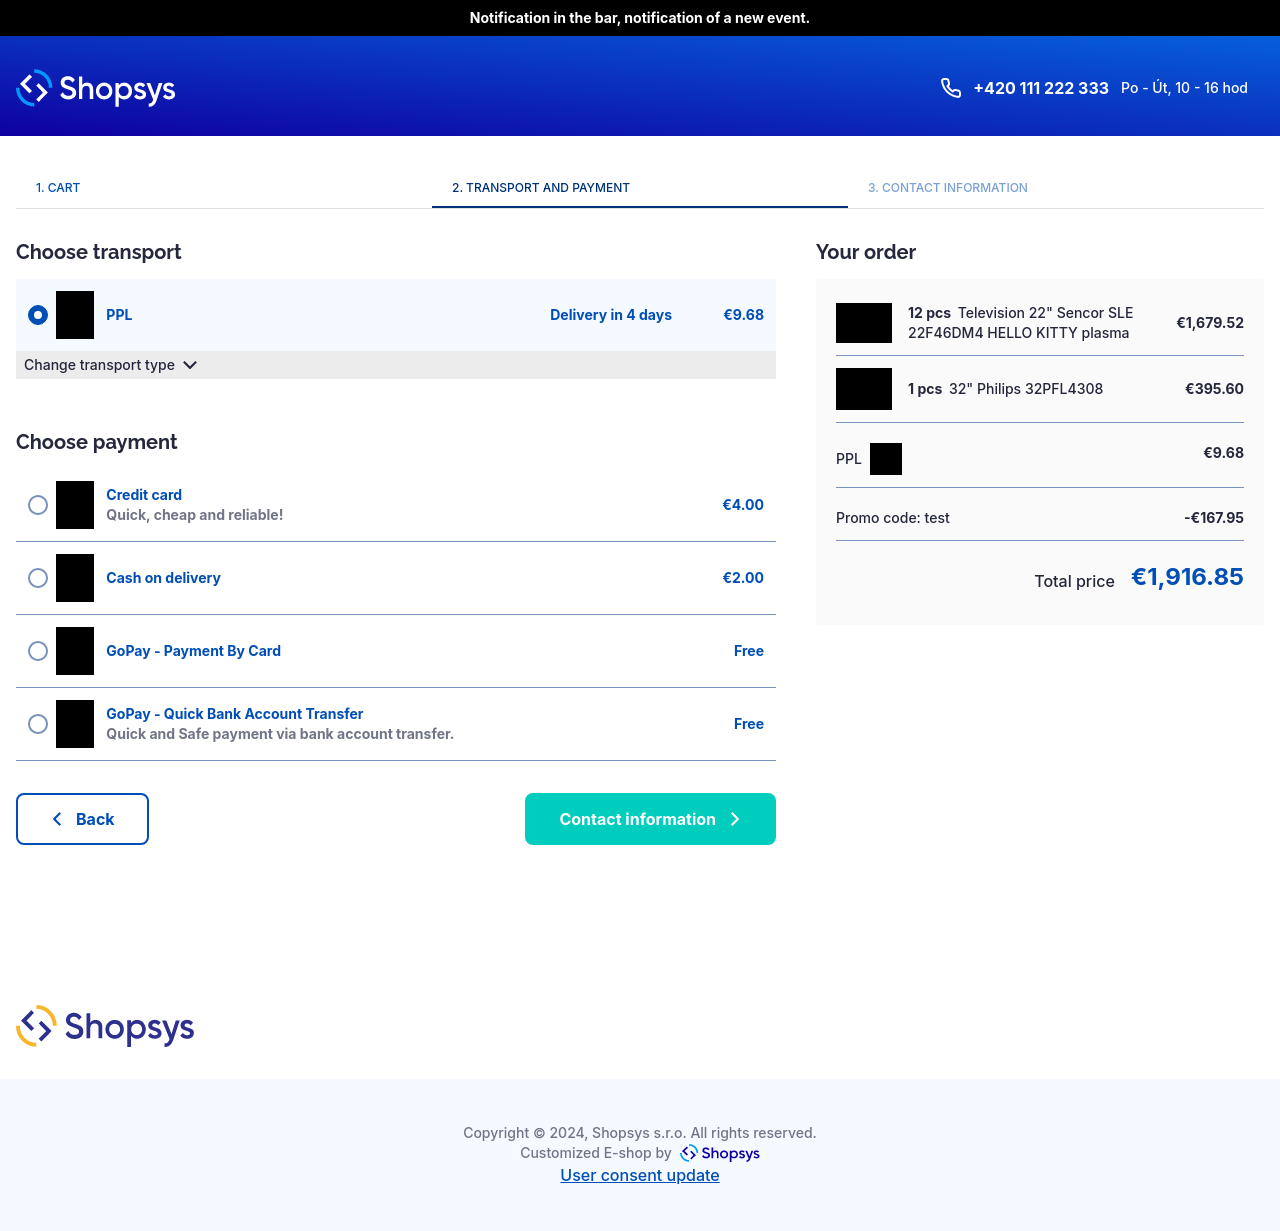 Notification in the bar, notification of a new event.
Shopsys
+420 111 222 333 Po - Út, 10 - 16 hod
1. CART
2. TRANSPORT AND PAYMENT
3. CONTACT INFORMATION
Choose transport
PPL Delivery in 4 days €9.68
Change transport type
Choose payment
Credit card €4.00
Quick, cheap and reliable!
Cash on delivery €2.00
GoPay - Payment By Card Free
GoPay - Quick Bank Account Transfer Free
Quick and Safe payment via bank account transfer.
Back
Contact information
Your order
12 pcs Television 22" Sencor SLE
22F46DM4 HELLO KITTY plasma €1,679.52
1 pcs 32" Philips 32PFL4308 €395.60
PPL €9.68
Promo code: test -€167.95
Total price €1,916.85
Shopsys
Copyright © 2024, Shopsys s.r.o. All rights reserved.
Customized E-shop by Shopsys
User consent update